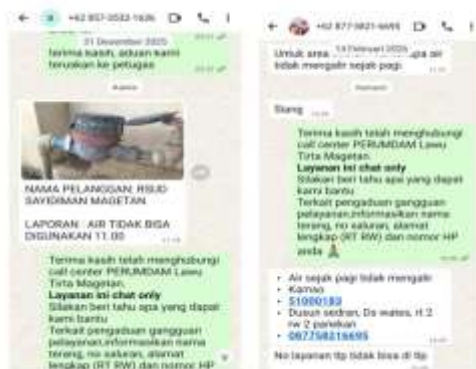 +62 857-3532-1636
21 Desember 2025
terima kasih, aduan kami
teruskan ke petugas
NAMA PELANGGAN: RSUD
SAYIDIMAN MAGETAN
LAPORAN : AIR TIDAK BISA
DIGUNAKAN 11.00
Terima kasih telah menghubungi
call center PERUMDAM Lawu
Tirta Magetan.
Layanan ini chat only
Silakan beri tahu apa yang dapat
kami bantu
Terkait pengaduan gangguan
pelayanan,informasikan nama
terang, no saluran, alamat
lengkap (RT RW) dan nomor HP
+62 877-5821-6695
Untuk area
14 Februari 2025
air
tidak mengalir sejak pagi
Siang
Terima kasih telah menghubungi
call center PERUMDAM Lawu
Tirta Magetan.
Layanan ini chat only
Silakan beri tahu apa yang dapat
kami bantu
Terkait pengaduan gangguan
pelayanan,informasikan nama
terang, no saluran, alamat
lengkap (RT RW) dan nomor HP
anda 🙏
• Air sejak pagi tidak mengalir
• Kamso
• 51000183
• Dusun sedran, Ds wates, rt 2
rw 2 panekan
• 087758216695
No layanan tlp tidak bisa di tlp